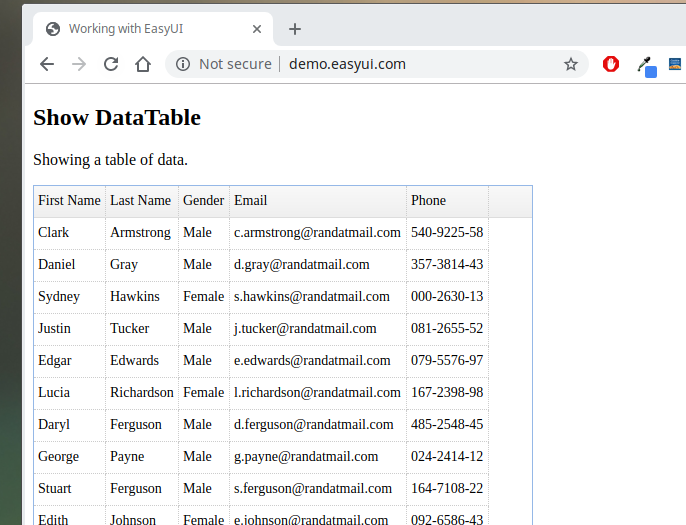 Working with EasyUI
Not secure demo.easyui.com
Show DataTable
Showing a table of data.
First Name Last Name Gender Email Phone
Clark Armstrong Male c.armstrong@randatmail.com 540-9225-58
Daniel Gray Male d.gray@randatmail.com 357-3814-43
Sydney Hawkins Female s.hawkins@randatmail.com 000-2630-13
Justin Tucker Male j.tucker@randatmail.com 081-2655-52
Edgar Edwards Male e.edwards@randatmail.com 079-5576-97
Lucia Richardson Female l.richardson@randatmail.com 167-2398-98
Daryl Ferguson Male d.ferguson@randatmail.com 485-2548-45
George Payne Male g.payne@randatmail.com 024-2414-12
Stuart Ferguson Male s.ferguson@randatmail.com 164-7108-22
Edith Johnson Female e.johnson@randatmail.com 092-6586-43